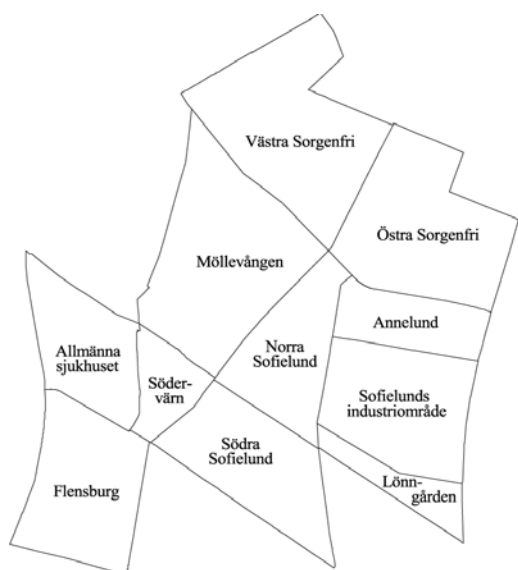 Västra Sorgenfri
Östra Sorgenfri
Möllevången
Annelund
Norra
Sofielund
Allmänna
sjukhuset
Söder-
värn
Sofielunds
industriområde
Södra
Sofielund
Lönn-
gården
Flensburg